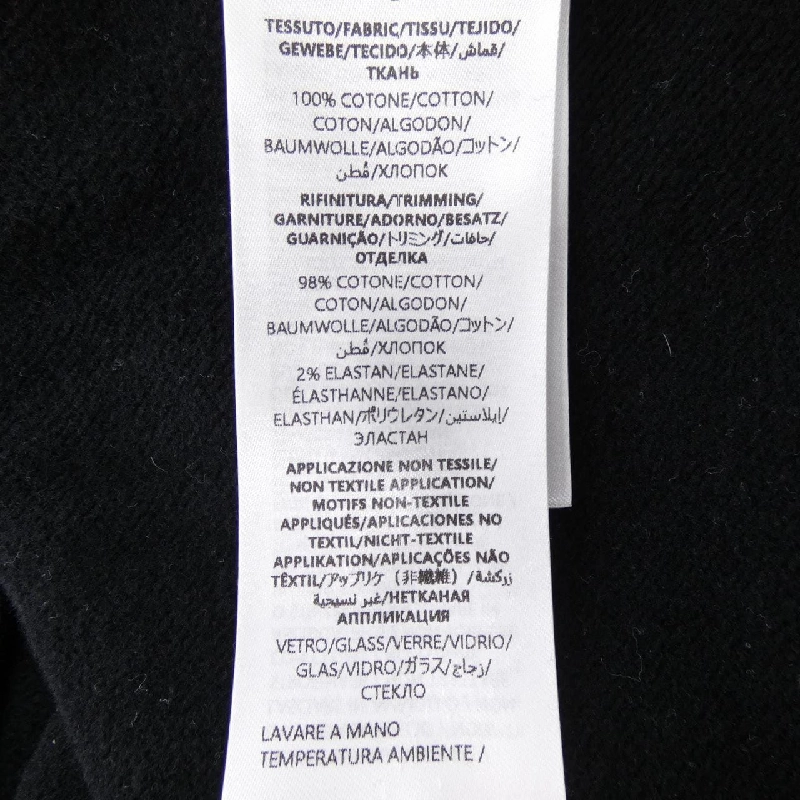 TESSUTO/FABRIC/TISSU/TEJIDO/
GEWEBE/TECIDO/本体/قماش/
ТКАНЬ
100% COTONE/COTTON/
COTON/ALGODON/
BAUMWOLLE/ALGODÃO/コットン/
قُطن/ХЛОПОК
RIFINITURA/TRIMMING/
GARNITURE/ADORNO/BESATZ/
GUARNIÇÃO/トリミング/حافات/
ОТДЕЛКА
98% COTONE/COTTON/
COTON/ALGODON/
BAUMWOLLE/ALGODÃO/コットン/
قُطن/ХЛОПОК
2% ELASTAN/ELASTANE/
ÉLASTHANNE/ELASTANO/
ELASTHAN/ポリウレタン/إيلاستين/
ЭЛАСТАН
APPLICAZIONE NON TESSILE/
NON TEXTILE APPLICATION/
MOTIFS NON-TEXTILE
APPLIQUÉS/APLICACIONES NO
TEXTIL/NICHT-TEXTILE
APPLIKATION/APLICAÇÕES NÃO
TÊXTIL/アップリケ (非繊維) /زركشة
غير نسيجية/НЕТКАНАЯ
АППЛИКАЦИЯ
VETRO/GLASS/VERRE/VIDRIO/
GLAS/VIDRO/ガラス/زجاج/
СТЕКЛО
LAVARE A MANO
TEMPERATURA AMBIENTE /